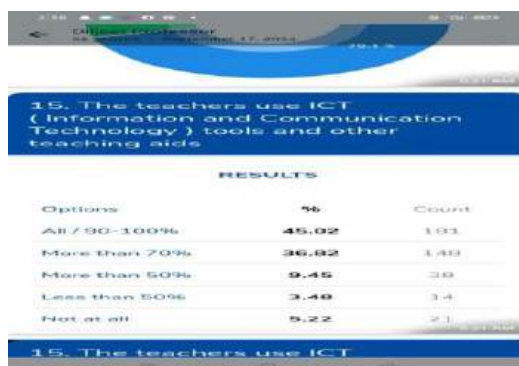 79.1 %
15. The teachers use ICT
( Information and Communication
Technology ) tools and other
teaching aids
RESULTS
Options % Count
All / 90-100% 45.02 181
More than 70% 36.82 148
More than 50% 9.45 38
Less than 50% 3.48 14
Not at all 5.22 21
15. The teachers use ICT